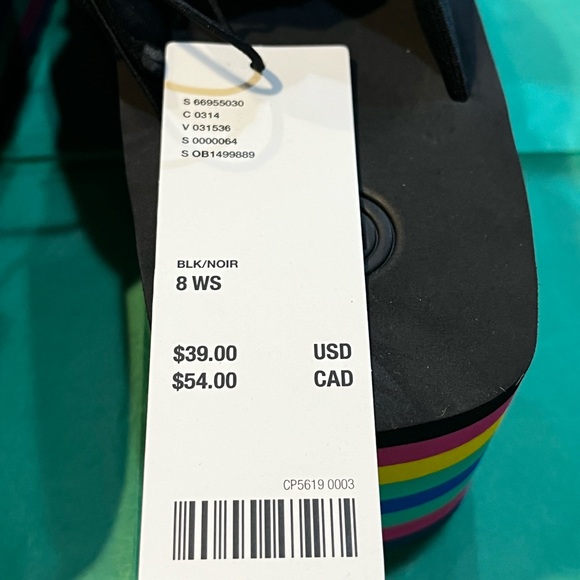 S 66955030
C 0314
V 031536
S 0000064
S OB1499889
BLK/NOIR
8 WS
$39.00 USD
$54.00 CAD
CP5619 0003